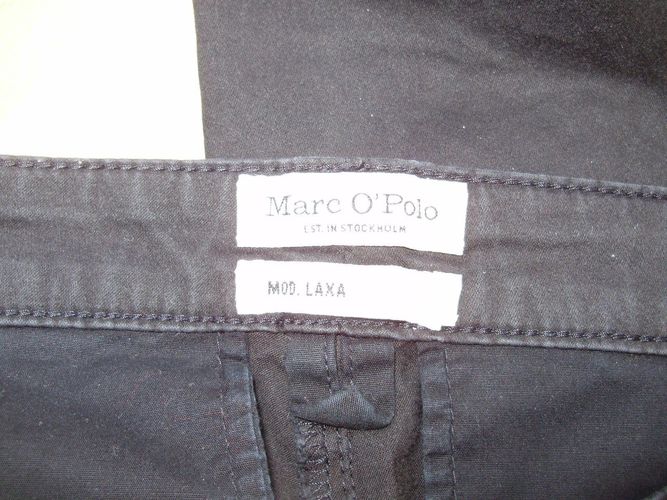 Marc O'Polo
EST. IN STOCKHOLM
MOD. LAXA